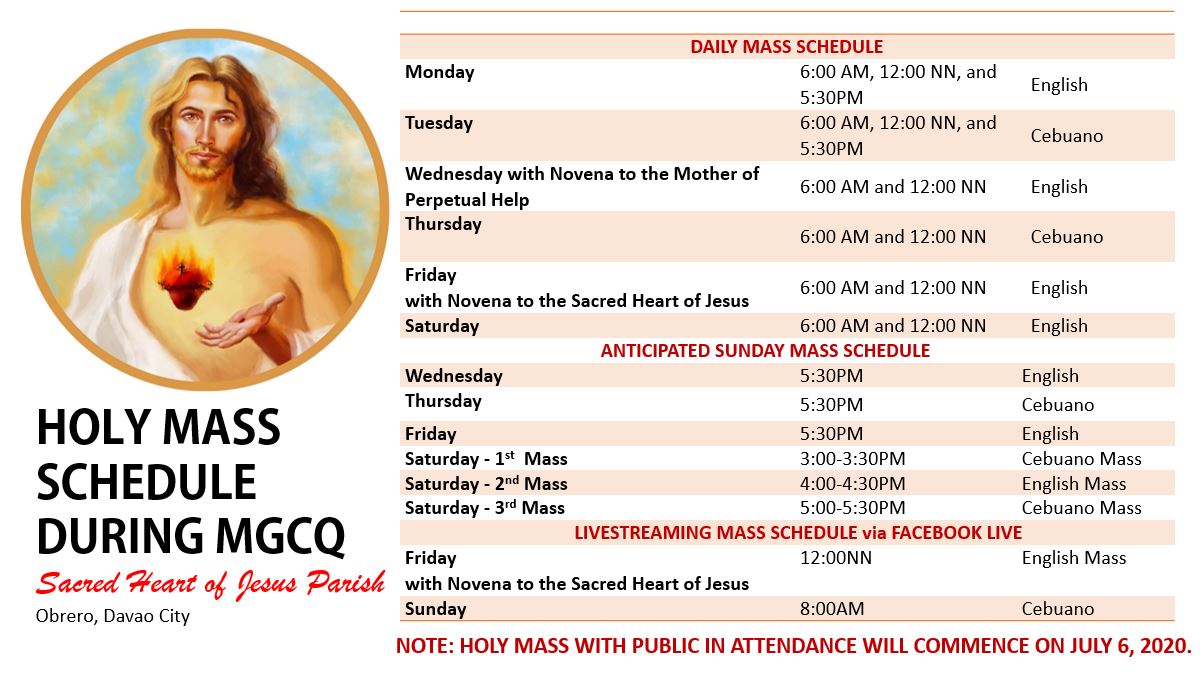 HOLY MASS
SCHEDULE
DURING MGCQ
Sacred Heart of Jesus Parish
Obrero, Davao City
DAILY MASS SCHEDULE
Monday 6:00 AM, 12:00 NN, and
5:30PM English
Tuesday 6:00 AM, 12:00 NN, and
5:30PM Cebuano
Wednesday with Novena to the Mother of
Perpetual Help 6:00 AM and 12:00 NN English
Thursday 6:00 AM and 12:00 NN Cebuano
Friday
with Novena to the Sacred Heart of Jesus 6:00 AM and 12:00 NN English
Saturday 6:00 AM and 12:00 NN English
ANTICIPATED SUNDAY MASS SCHEDULE
Wednesday 5:30PM English
Thursday 5:30PM Cebuano
Friday 5:30PM English
Saturday - 1st Mass 3:00-3:30PM Cebuano Mass
Saturday - 2nd Mass 4:00-4:30PM English Mass
Saturday - 3rd Mass 5:00-5:30PM Cebuano Mass
LIVESTREAMING MASS SCHEDULE via FACEBOOK LIVE
Friday 12:00NN English Mass
with Novena to the Sacred Heart of Jesus
Sunday 8:00AM Cebuano
NOTE: HOLY MASS WITH PUBLIC IN ATTENDANCE WILL COMMENCE ON JULY 6, 2020.